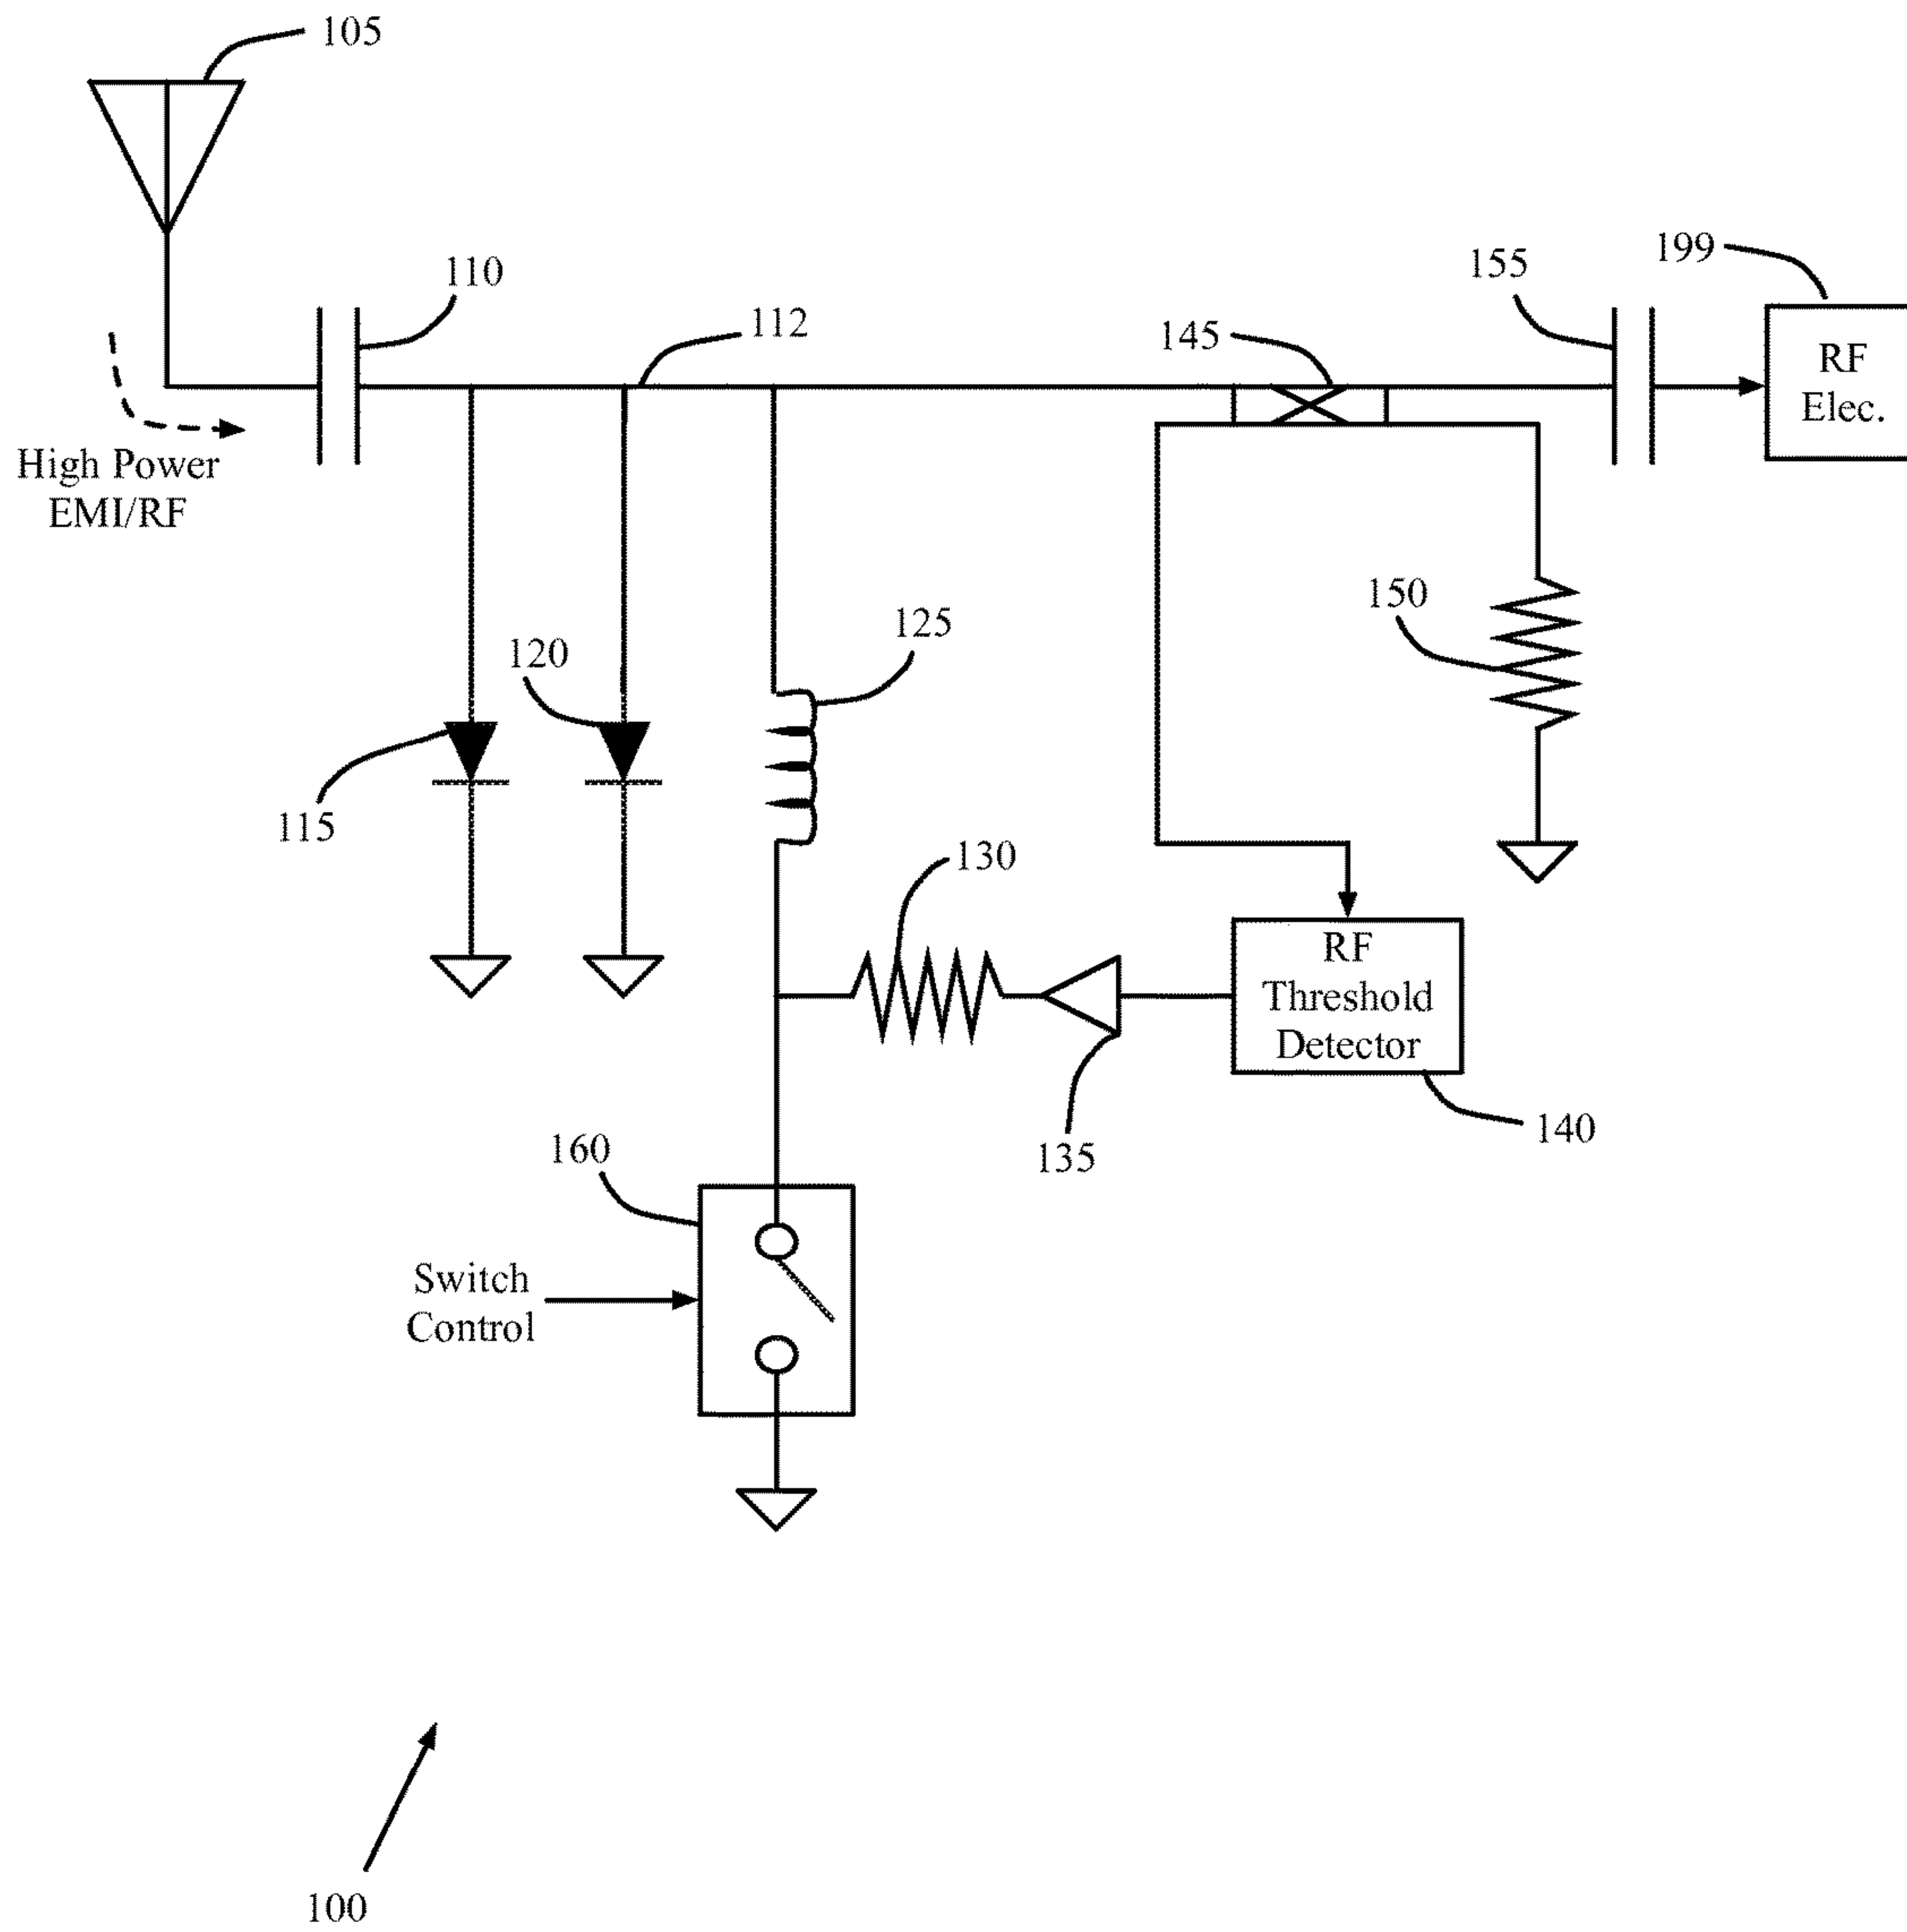 105
110
112
145
155
199
RF
Elec.
High Power
EMI/RF
150
125
120
115
130
RF
Threshold
Detector
140
135
160
Switch
Control
100